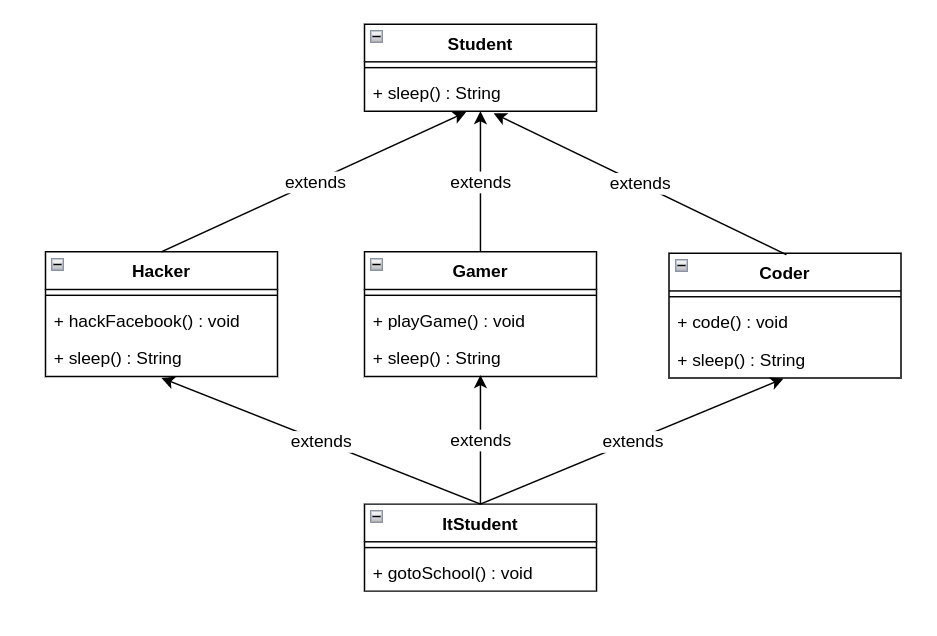 Student
+ sleep() : String
extends
extends
extends
Hacker
+ hackFacebook() : void
+ sleep() : String
Gamer
+ playGame() : void
+ sleep() : String
Coder
+ code() : void
+ sleep() : String
extends
extends
extends
ItStudent
+ gotoSchool() : void